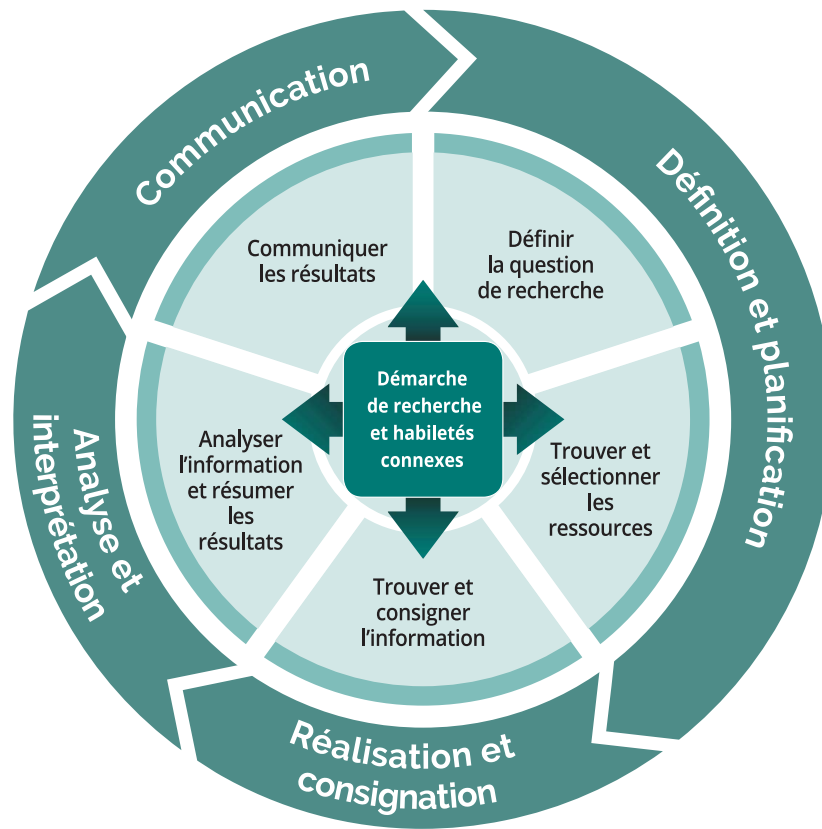 Communication
Définition et planification
Réalisation et
consignation
Analyse et
interprétation
Communiquer
les résultats
Définir
la question
de recherche
Trouver et
sélectionner
les
ressources
Trouver et
consigner
l'information
Analyser
l'information
et résumer
les
résultats
Démarche
de recherche
et habiletés
connexes